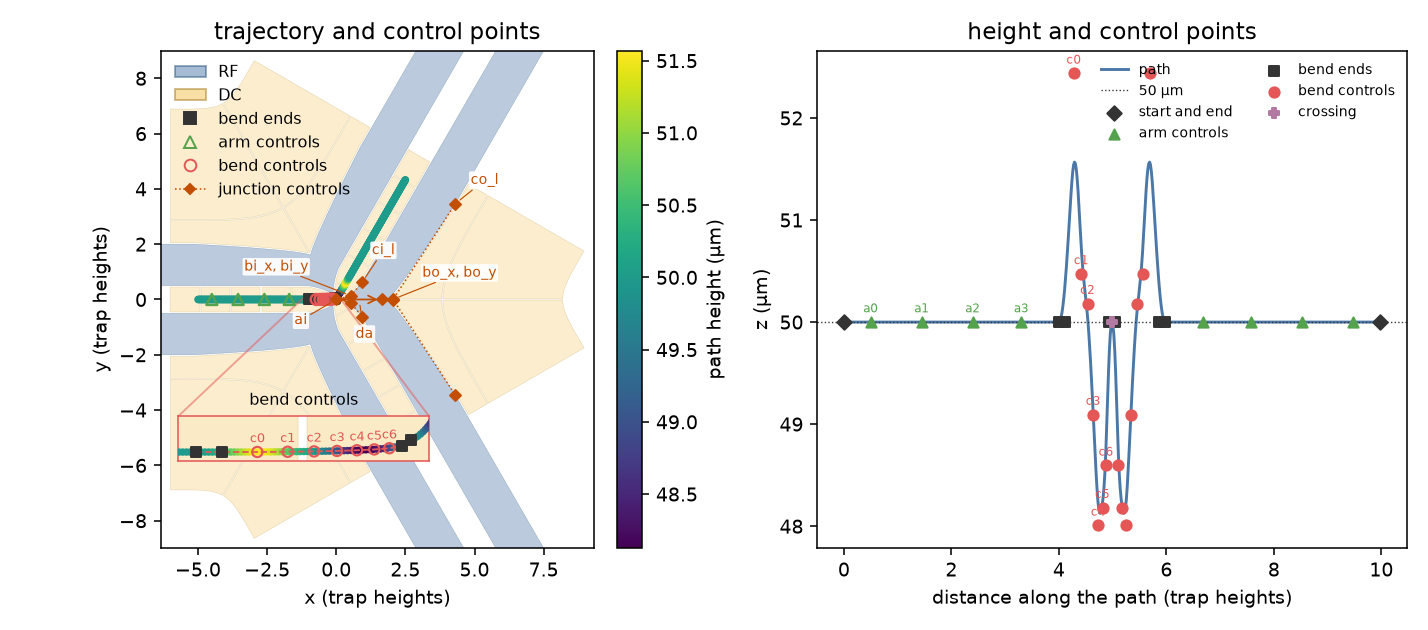 trajectory and control points
RF
DC
bend ends
arm controls
bend controls
junction controls
co_l
ci_l
bi_x, bi_y
bo_x, bo_y
ai
da
bend controls
c0 c1 c2 c3 c4 c5 c6
8
6
4
2
0
−2
−4
−6
−8
y (trap heights)
−5.0 −2.5 0.0 2.5 5.0 7.5
x (trap heights)
51.5
51.0
50.5
50.0
49.5
49.0
48.5
path height (μm)
height and control points
c0
path
50 μm
start and end
arm controls
bend ends
bend controls
crossing
c1
c2
a0 a1 a2 a3
c3
c6
c5
52
51
50
49
48
z (μm)
0 2 4 6 8 10
distance along the path (trap heights)